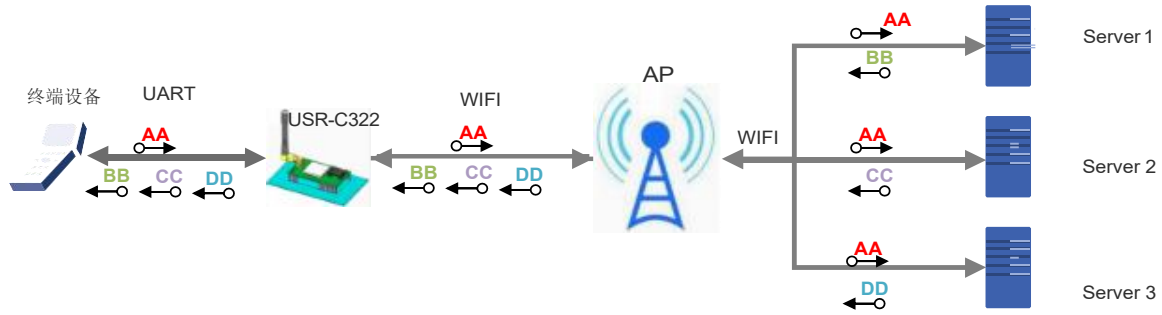 终端设备
UART
AA
BB CC DD
USR-C322
WIFI
AA
BB CC DD
AP
WIFI
AA
BB
Server 1
AA
CC
Server 2
AA
DD
Server 3